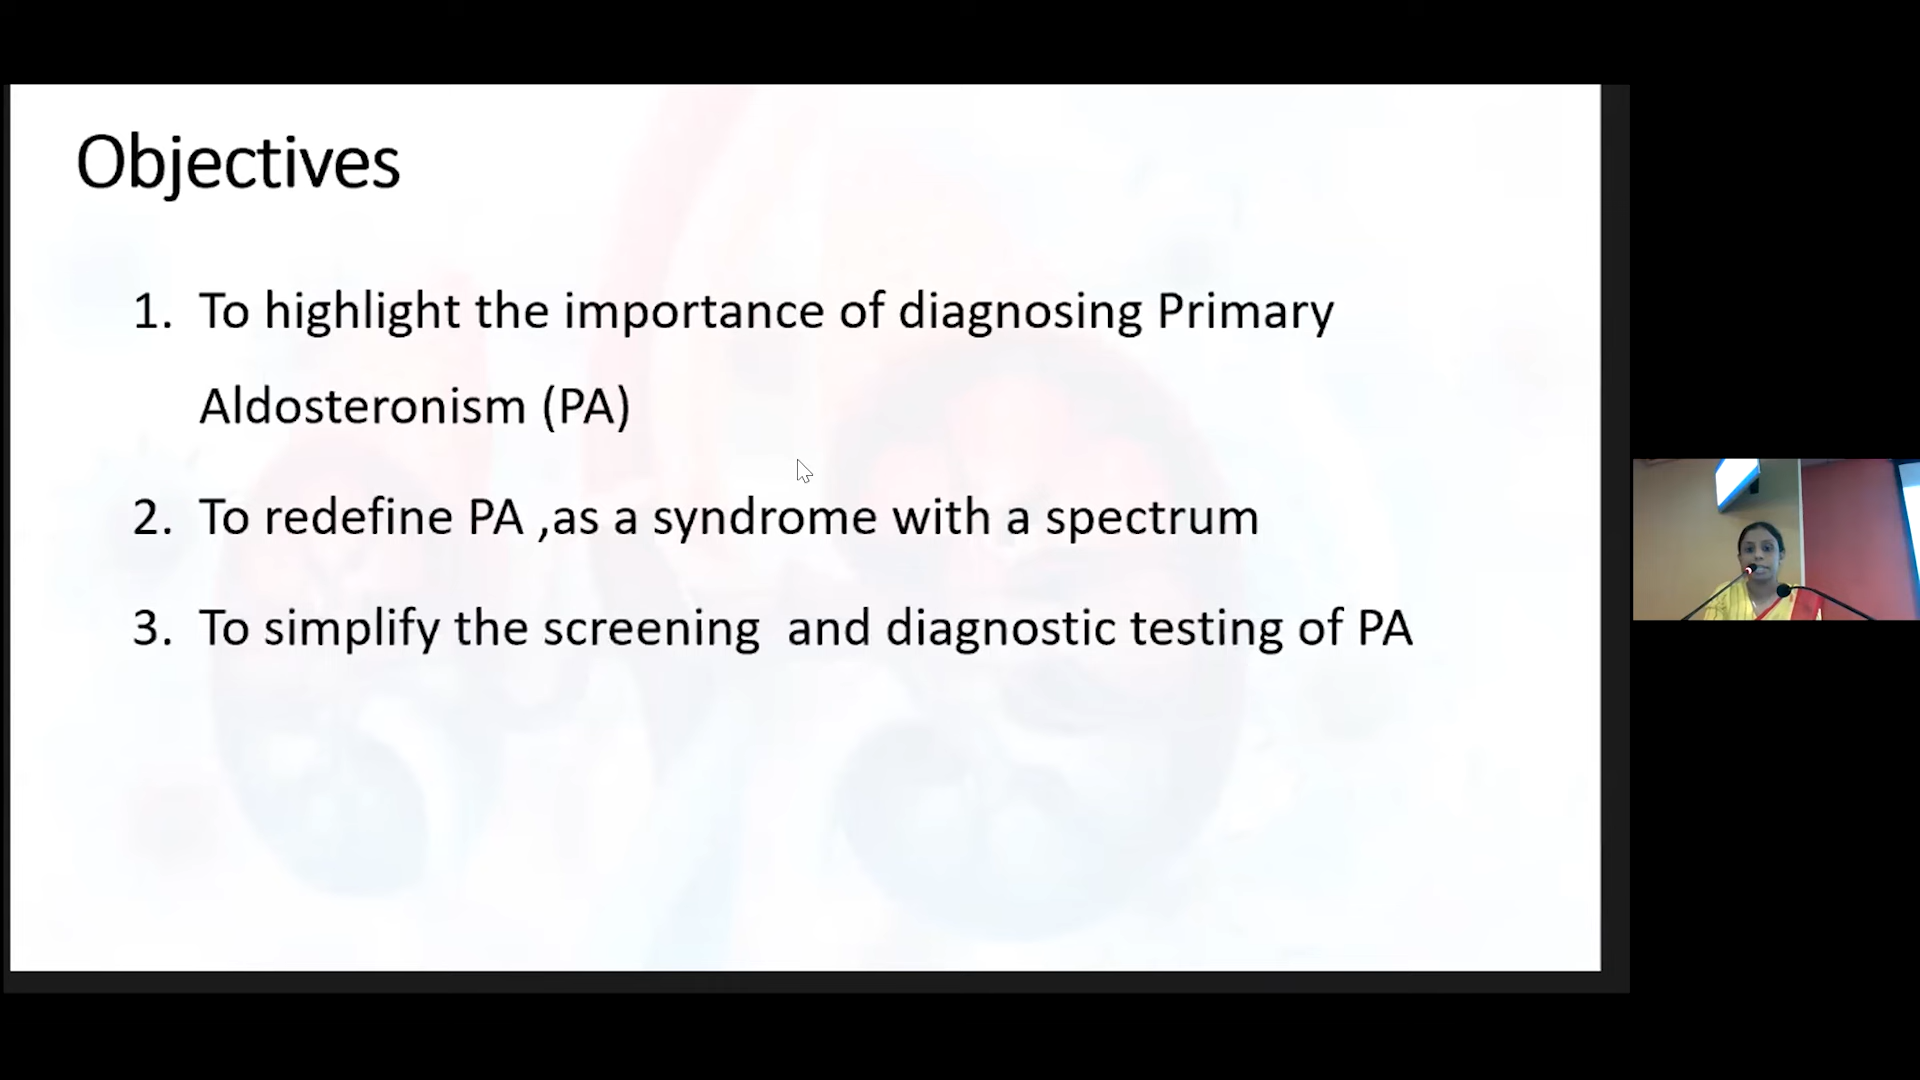 Objectives
1. To highlight the importance of diagnosing Primary
Aldosteronism (PA)
2. To redefine PA ,as a syndrome with a spectrum
3. To simplify the screening  and diagnostic testing of PA